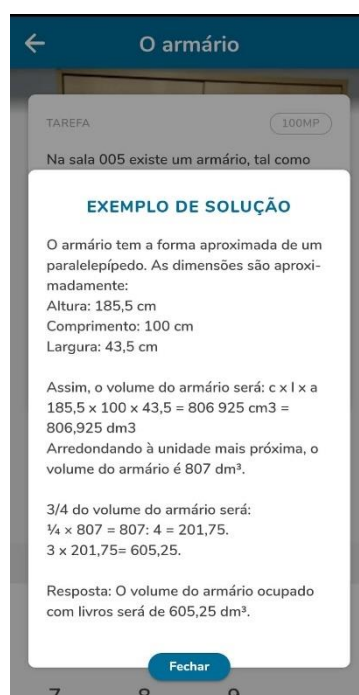 O armário
TAREFA
100MP
Na sala 005 existe um armário, tal como
EXEMPLO DE SOLUÇÃO
O armário tem a forma aproximada de um
paralelepípedo. As dimensões são aproxi-
madamente:
Altura: 185,5 cm
Comprimento: 100 cm
Largura: 43,5 cm
Assim, o volume do armário será: c x l x a
185,5 x 100 x 43,5 = 806 925 cm3 =
806,925 dm3
Arredondando à unidade mais próxima, o
volume do armário é 807 dm³.
3/4 do volume do armário será:
¼ × 807 = 807: 4 = 201,75.
3 x 201,75= 605,25.
Resposta: O volume do armário ocupado
com livros será de 605,25 dm³.
Fechar
7 8 9